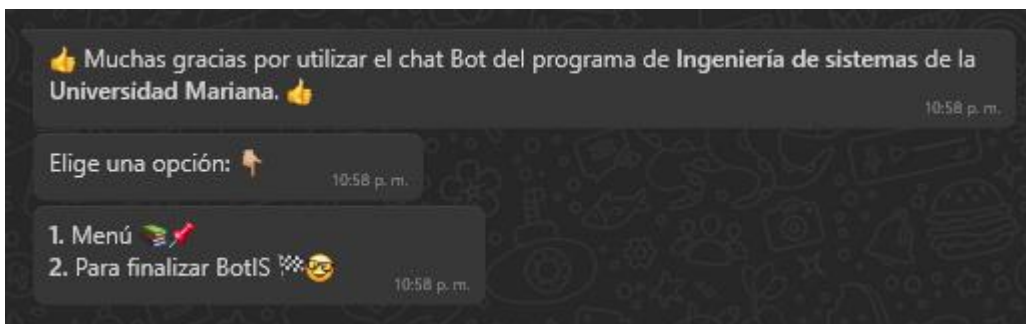 👍 Muchas gracias por utilizar el chat Bot del programa de Ingeniería de sistemas de la
Universidad Mariana. 👍
10:58 p. m.
Elige una opción: 👇🏼
10:58 p. m.
1. Menú 📚📌
2. Para finalizar BotIS 🏁🤓
10:58 p. m.